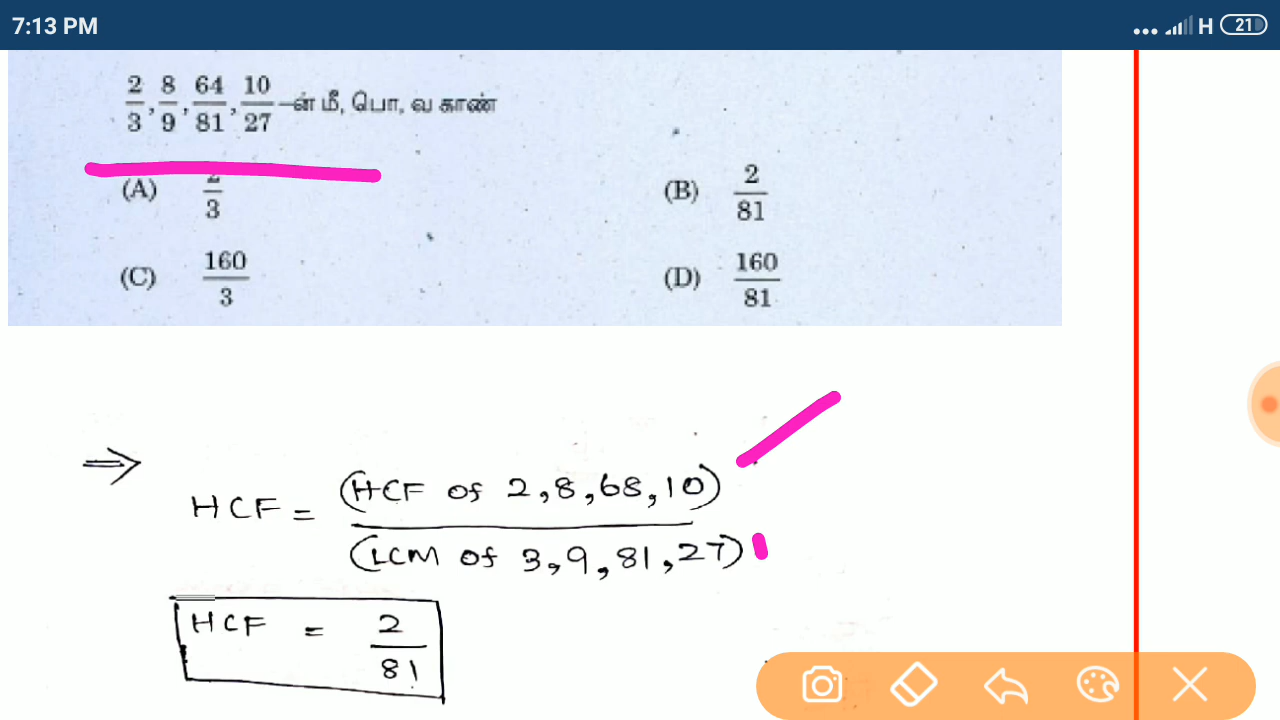 7:13 PM H 21
2/3, 8/9, 64/81, 10/27 –ன் மீ, பொ, வ காண்
(A) 2/3 (B) 2/81
(C) 160/3 (D) 160/81
⇒ HCF = (HCF of 2,8,68,10) / (LCM of 3,9,81,27)
HCF = 2/81